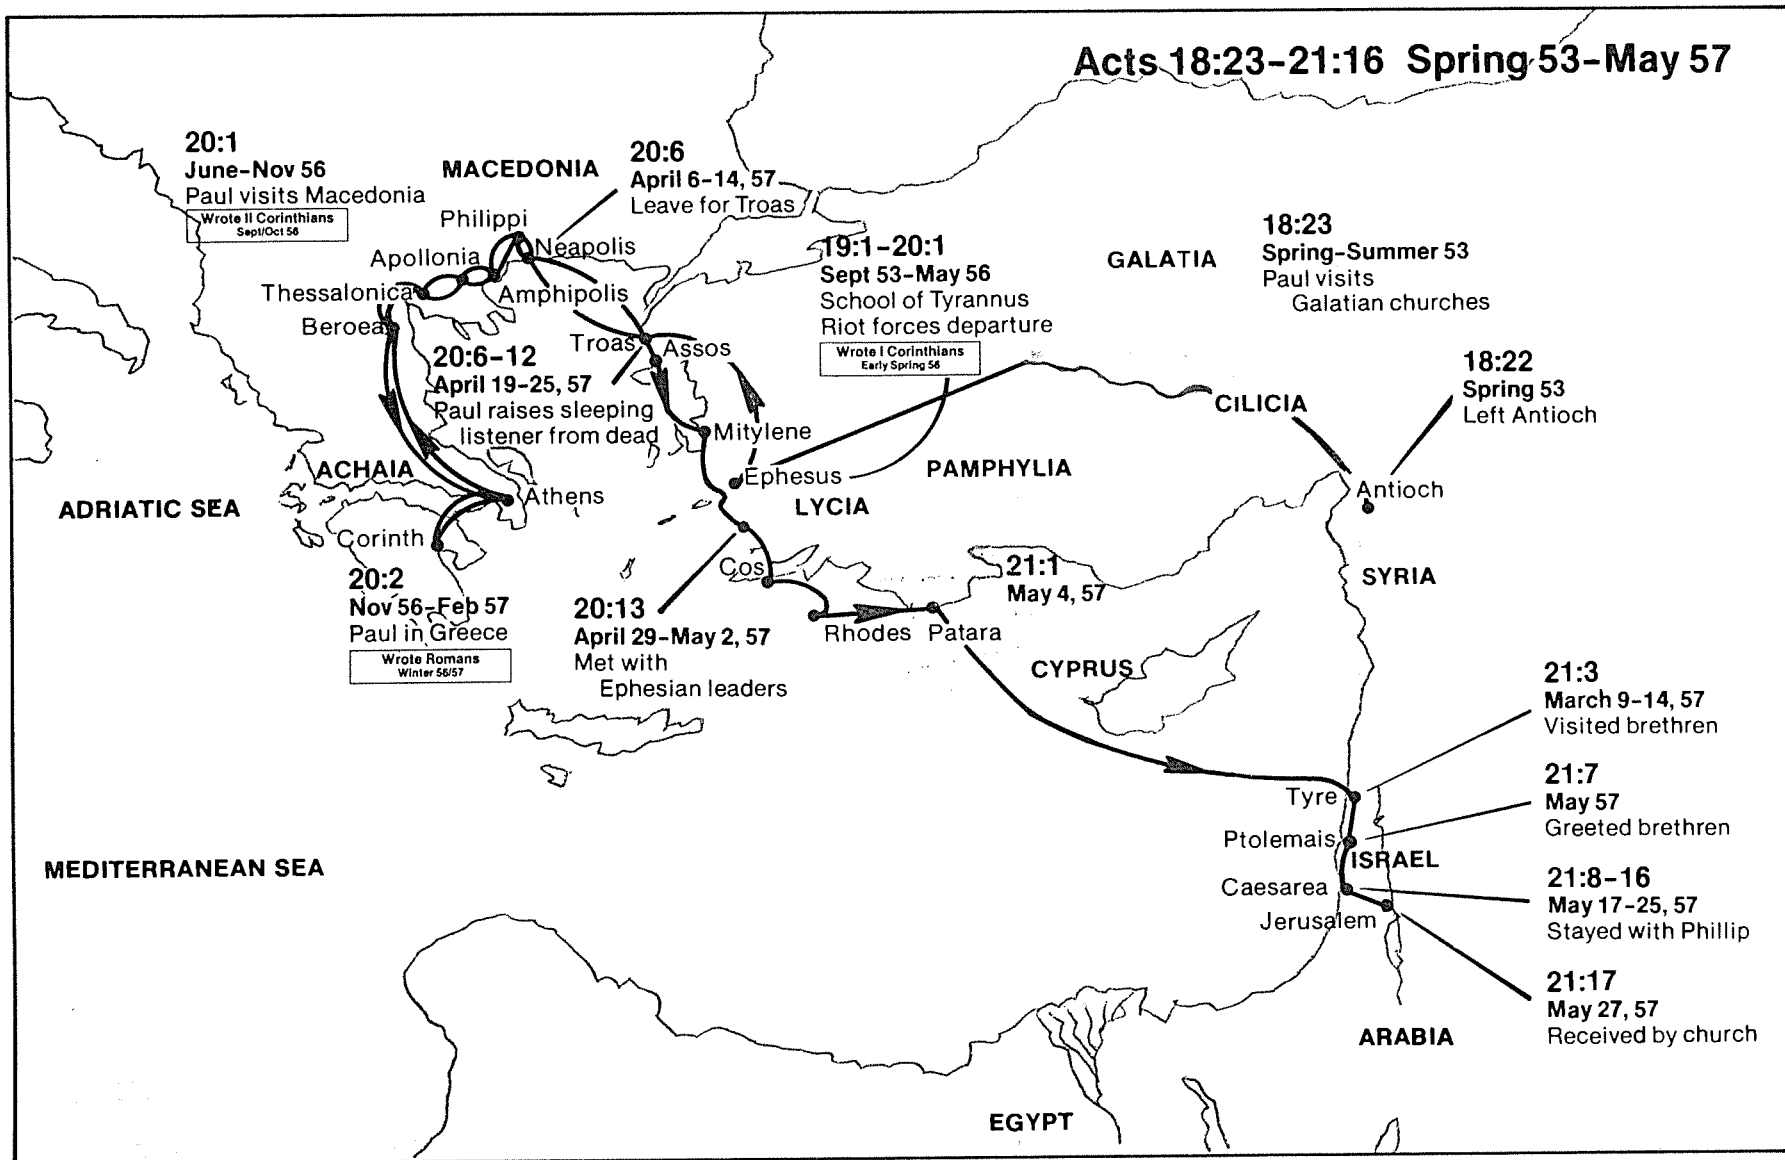 Acts 18:23-21:16 Spring 53-May 57
20:1
June-Nov 56
Paul visits Macedonia
Wrote II Corinthians
Sept/Oct 56
MACEDONIA
20:6
April 6-14, 57
Leave for Troas
Philippi
Neapolis
Apollonia
Amphipolis
Thessalonica
Beroea
19:1-20:1
Sept 53-May 56
School of Tyrannus
Riot forces departure
Wrote I Corinthians
Early Spring 56
GALATIA
18:23
Spring-Summer 53
Paul visits
Galatian churches
18:22
Spring 53
Left Antioch
Troas
Assos
20:6-12
April 19-25, 57
Paul raises sleeping
listener from dead
Mitylene
CILICIA
ACHAIA
Athens
Ephesus
PAMPHYLIA
LYCIA
Antioch
ADRIATIC SEA
Corinth
20:2
Nov 56-Feb 57
Paul in Greece
Wrote Romans
Winter 56/57
Cos
20:13
April 29-May 2, 57
Met with
Ephesian leaders
Rhodes
Patara
21:1
May 4, 57
SYRIA
CYPRUS
21:3
March 9-14, 57
Visited brethren
Tyre
21:7
May 57
Greeted brethren
Ptolemais
ISRAEL
MEDITERRANEAN SEA
Caesarea
21:8-16
May 17-25, 57
Stayed with Phillip
Jerusalem
21:17
May 27, 57
Received by church
ARABIA
EGYPT